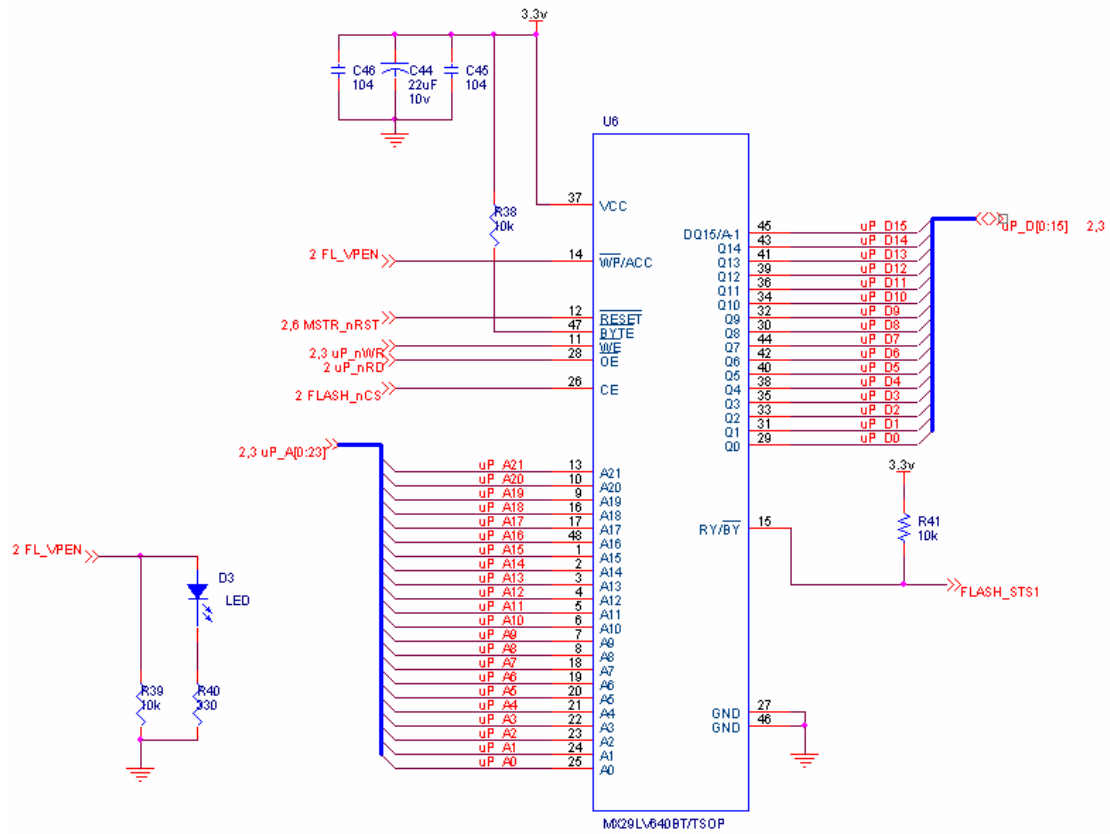 3.3v
C46
104
C44
22uF
10v
C45
104
U6
R38
10k
37
VCC
2 FL_VPEN
14
WP/ACC
2,6 MSTR_nRST
12
RESET
47
BYTE
2,3 uP_nWR
11
WE
2 uP_nRD
28
OE
2 FLASH_nCS
26
CE
DQ15/A-1
45
uP_D15
Q14
43
uP_D14
Q13
41
uP_D13
Q12
39
uP_D12
Q11
36
uP_D11
Q10
34
uP_D10
Q9
32
uP_D9
Q8
30
uP_D8
Q7
44
uP_D7
Q6
42
uP_D6
Q5
40
uP_D5
Q4
38
uP_D4
Q3
35
uP_D3
Q2
33
uP_D2
Q1
31
uP_D1
Q0
29
uP_D0
uP_D[0:15] 2,3
2,3 uP_A[0:23]
uP_A21
13
A21
uP_A20
10
A20
uP_A19
9
A19
uP_A18
16
A18
uP_A17
17
A17
uP_A16
48
A16
uP_A15
1
A15
uP_A14
2
A14
uP_A13
3
A13
uP_A12
4
A12
uP_A11
5
A11
uP_A10
6
A10
uP_A9
7
A9
uP_A8
8
A8
uP_A7
18
A7
uP_A6
19
A6
uP_A5
20
A5
uP_A4
21
A4
uP_A3
22
A3
uP_A2
23
A2
uP_A1
24
A1
uP_A0
25
A0
3.3v
R41
10k
RY/BY
15
FLASH_STS1
2 FL_VPEN
D3
LED
R39
10k
R40
330
GND
27
GND
46
MX29LV640BT/TSOP